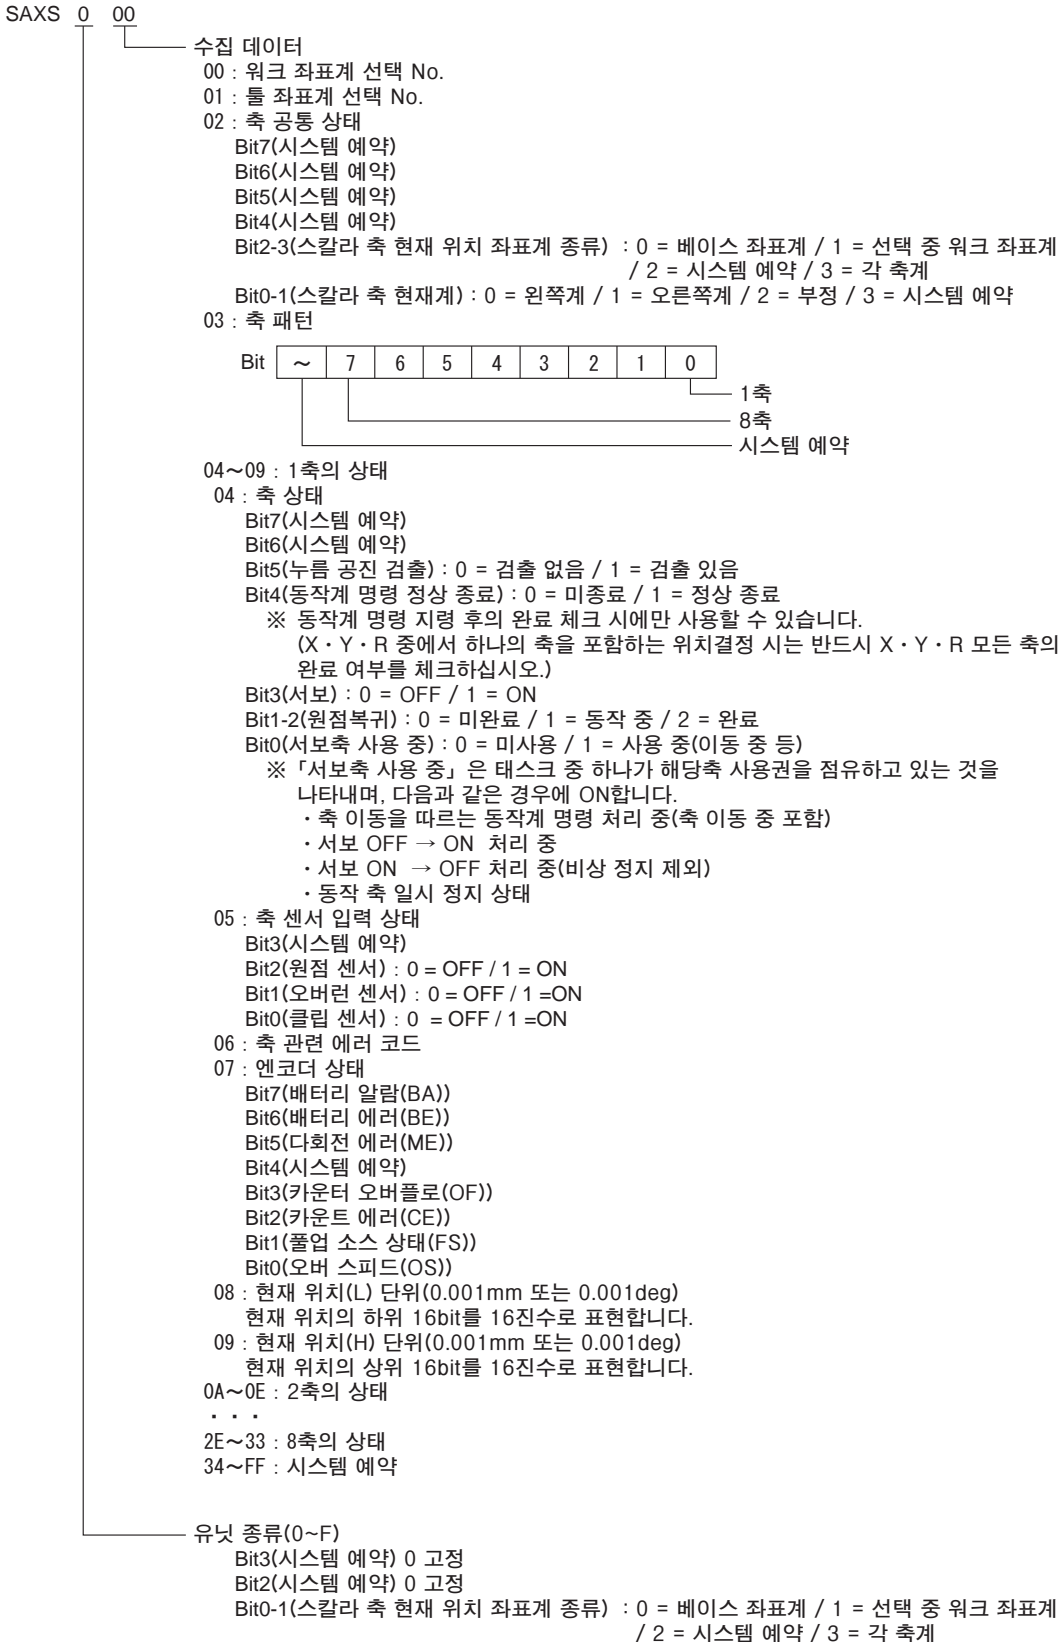 SAXS 0 00
수집 데이터
00 : 워크 좌표계 선택 No.
01 : 툴 좌표계 선택 No.
02 : 축 공통 상태
Bit7(시스템 예약)
Bit6(시스템 예약)
Bit5(시스템 예약)
Bit4(시스템 예약)
Bit2-3(스칼라 축 현재 위치 좌표계 종류) : 0 = 베이스 좌표계 / 1 = 선택 중 워크 좌표계
/ 2 = 시스템 예약 / 3 = 각 축계
Bit0-1(스칼라 축 현재계) : 0 = 왼쪽계 / 1 = 오른쪽계 / 2 = 부정 / 3 = 시스템 예약
03 : 축 패턴
Bit ～ 7 6 5 4 3 2 1 0
1축
8축
시스템 예약
04～09 : 1축의 상태
04 : 축 상태
Bit7(시스템 예약)
Bit6(시스템 예약)
Bit5(누름 공진 검출) : 0 = 검출 없음 / 1 = 검출 있음
Bit4(동작계 명령 정상 종료) : 0 = 미종료 / 1 = 정상 종료
※ 동작계 명령 지령 후의 완료 체크 시에만 사용할 수 있습니다.
(X・Y・R 중에서 하나의 축을 포함하는 위치결정 시는 반드시 X・Y・R 모든 축의
완료 여부를 체크하십시오.)
Bit3(서보) : 0 = OFF / 1 = ON
Bit1-2(원점복귀) : 0 = 미완료 / 1 = 동작 중 / 2 = 완료
Bit0(서보축 사용 중) : 0 = 미사용 / 1 = 사용 중(이동 중 등)
※「서보축 사용 중」은 태스크 중 하나가 해당축 사용권을 점유하고 있는 것을
나타내며, 다음과 같은 경우에 ON합니다.
・축 이동을 따르는 동작계 명령 처리 중(축 이동 중 포함)
・서보 OFF → ON 처리 중
・서보 ON → OFF 처리 중(비상 정지 제외)
・동작 축 일시 정지 상태
05 : 축 센서 입력 상태
Bit3(시스템 예약)
Bit2(원점 센서) : 0 = OFF / 1 = ON
Bit1(오버런 센서) : 0 = OFF / 1 =ON
Bit0(클립 센서) : 0 = OFF / 1 =ON
06 : 축 관련 에러 코드
07 : 엔코더 상태
Bit7(배터리 알람(BA))
Bit6(배터리 에러(BE))
Bit5(다회전 에러(ME))
Bit4(시스템 예약)
Bit3(카운터 오버플로(OF))
Bit2(카운트 에러(CE))
Bit1(풀업 소스 상태(FS))
Bit0(오버 스피드(OS))
08 : 현재 위치(L) 단위(0.001mm 또는 0.001deg)
현재 위치의 하위 16bit를 16진수로 표현합니다.
09 : 현재 위치(H) 단위(0.001mm 또는 0.001deg)
현재 위치의 상위 16bit를 16진수로 표현합니다.
0A～0E : 2축의 상태
・・・
2E～33 : 8축의 상태
34～FF : 시스템 예약
유닛 종류(0~F)
Bit3(시스템 예약) 0 고정
Bit2(시스템 예약) 0 고정
Bit0-1(스칼라 축 현재 위치 좌표계 종류) : 0 = 베이스 좌표계 / 1 = 선택 중 워크 좌표계
/ 2 = 시스템 예약 / 3 = 각 축계